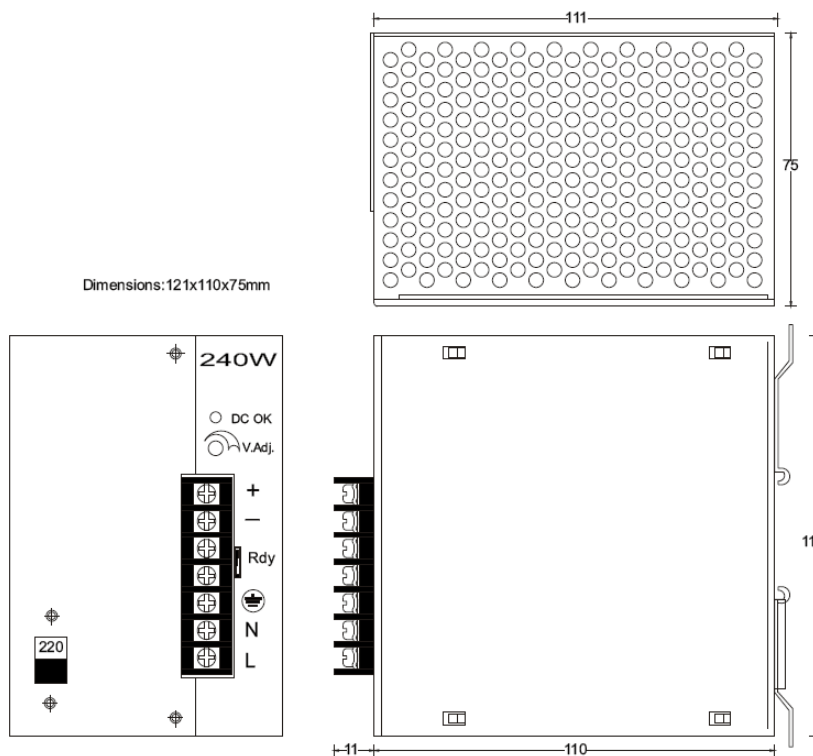 111
75
Dimensions:121x110x75mm
240W
DC OK
V.Adj.
+
−
Rdy
N
L
220
11
11
110